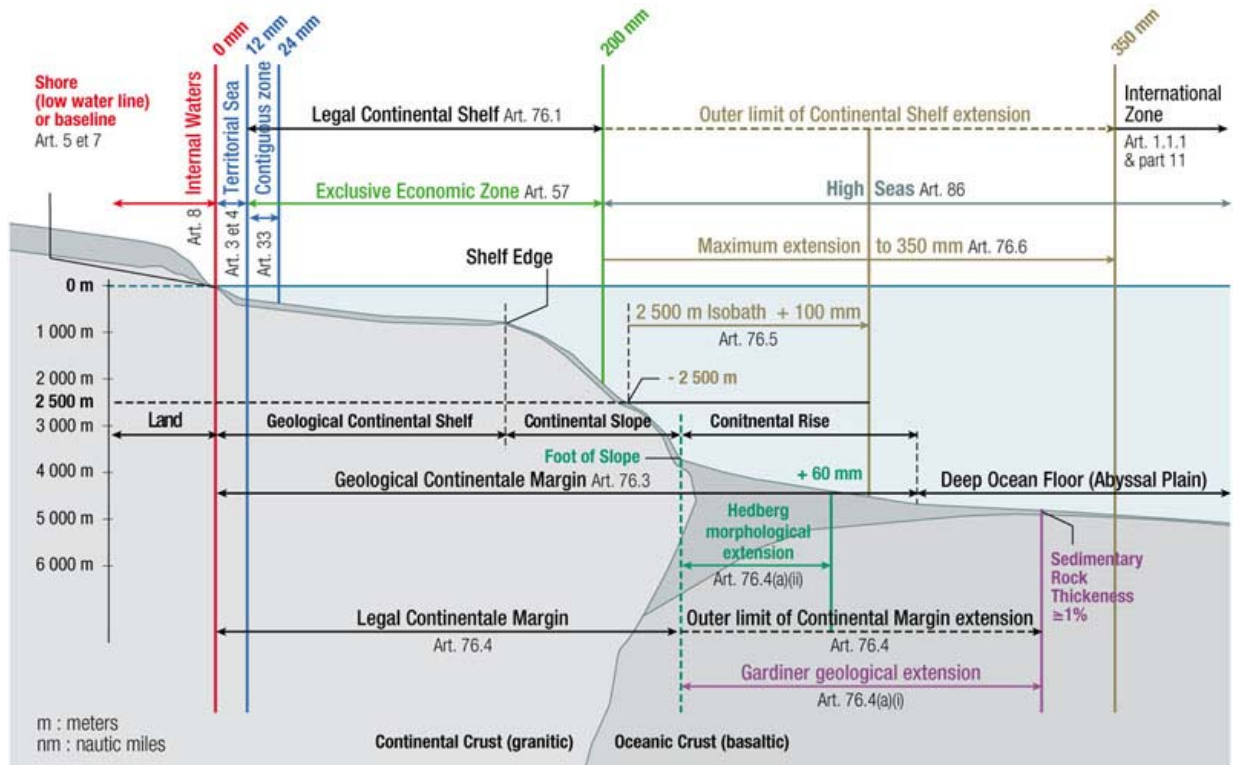 0 mm
12 mm
24 mm
200 mm
350 mm
Shore
(low water line)
or baseline
Art. 5 et 7
Internal Waters
Art. 8
Territorial Sea
Art. 3 et 4
Contiguous zone
Art. 33
Legal Continental Shelf Art. 76.1
Outer limit of Continental Shelf extension
International
Zone
Art. 1.1.1
& part 11
Exclusive Economic Zone Art. 57
High Seas Art. 86
Maximum extension to 350 mm Art. 76.6
Shelf Edge
0 m
1 000 m
2 000 m
2 500 m
3 000 m
4 000 m
5 000 m
6 000 m
2 500 m Isobath + 100 mm
Art. 76.5
- 2 500 m
Land
Geological Continental Shelf
Continental Slope
Conitnental Rise
Foot of Slope
+ 60 mm
Geological Continentale Margin Art. 76.3
Deep Ocean Floor (Abyssal Plain)
Hedberg
morphological
extension
Art. 76.4(a)(ii)
Sedimentary
Rock
Thickeness
≥1%
Legal Continentale Margin
Art. 76.4
Outer limit of Continental Margin extension
Art. 76.4
Gardiner geological extension
Art. 76.4(a)(i)
m : meters
nm : nautic miles
Continental Crust (granitic)
Oceanic Crust (basaltic)